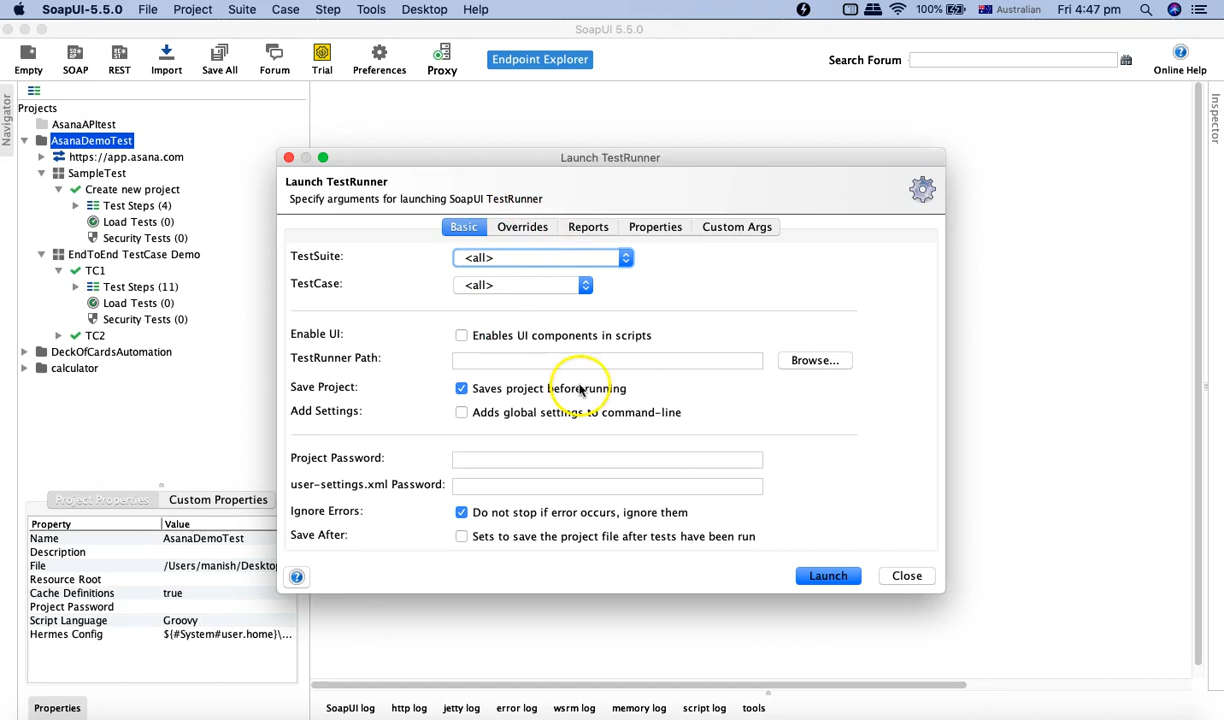 SoapUI-5.5.0 File Project Suite Case Step Tools Desktop Help 100% Australian Fri 4:47 pm
SoapUI 5.5.0
Empty SOAP REST Import Save All Forum Trial Preferences Proxy Endpoint Explorer Search Forum Online Help
Navigator
Inspector
Projects
AsanaAPItest
AsanaDemoTest
https://app.asana.com
SampleTest
Create new project
Test Steps (4)
Load Tests (0)
Security Tests (0)
EndToEnd TestCase Demo
TC1
Test Steps (11)
Load Tests (0)
Security Tests (0)
TC2
DeckOfCardsAutomation
calculator
Launch TestRunner
Launch TestRunner
Specify arguments for launching SoapUI TestRunner
Basic Overrides Reports Properties Custom Args
TestSuite: <all>
TestCase: <all>
Enable UI: Enables UI components in scripts
TestRunner Path: Browse...
Save Project: Saves project before running
Add Settings: Adds global settings to command-line
Project Password:
user-settings.xml Password:
Ignore Errors: Do not stop if error occurs, ignore them
Save After: Sets to save the project file after tests have been run
Launch Close
Project Properties Custom Properties
Property Value
Name AsanaDemoTest
Description
File /Users/manish/Deskto
Resource Root
Cache Definitions true
Project Password
Script Language Groovy
Hermes Config ${#System#user.home}\...
Properties
SoapUI log http log jetty log error log wsrm log memory log script log tools